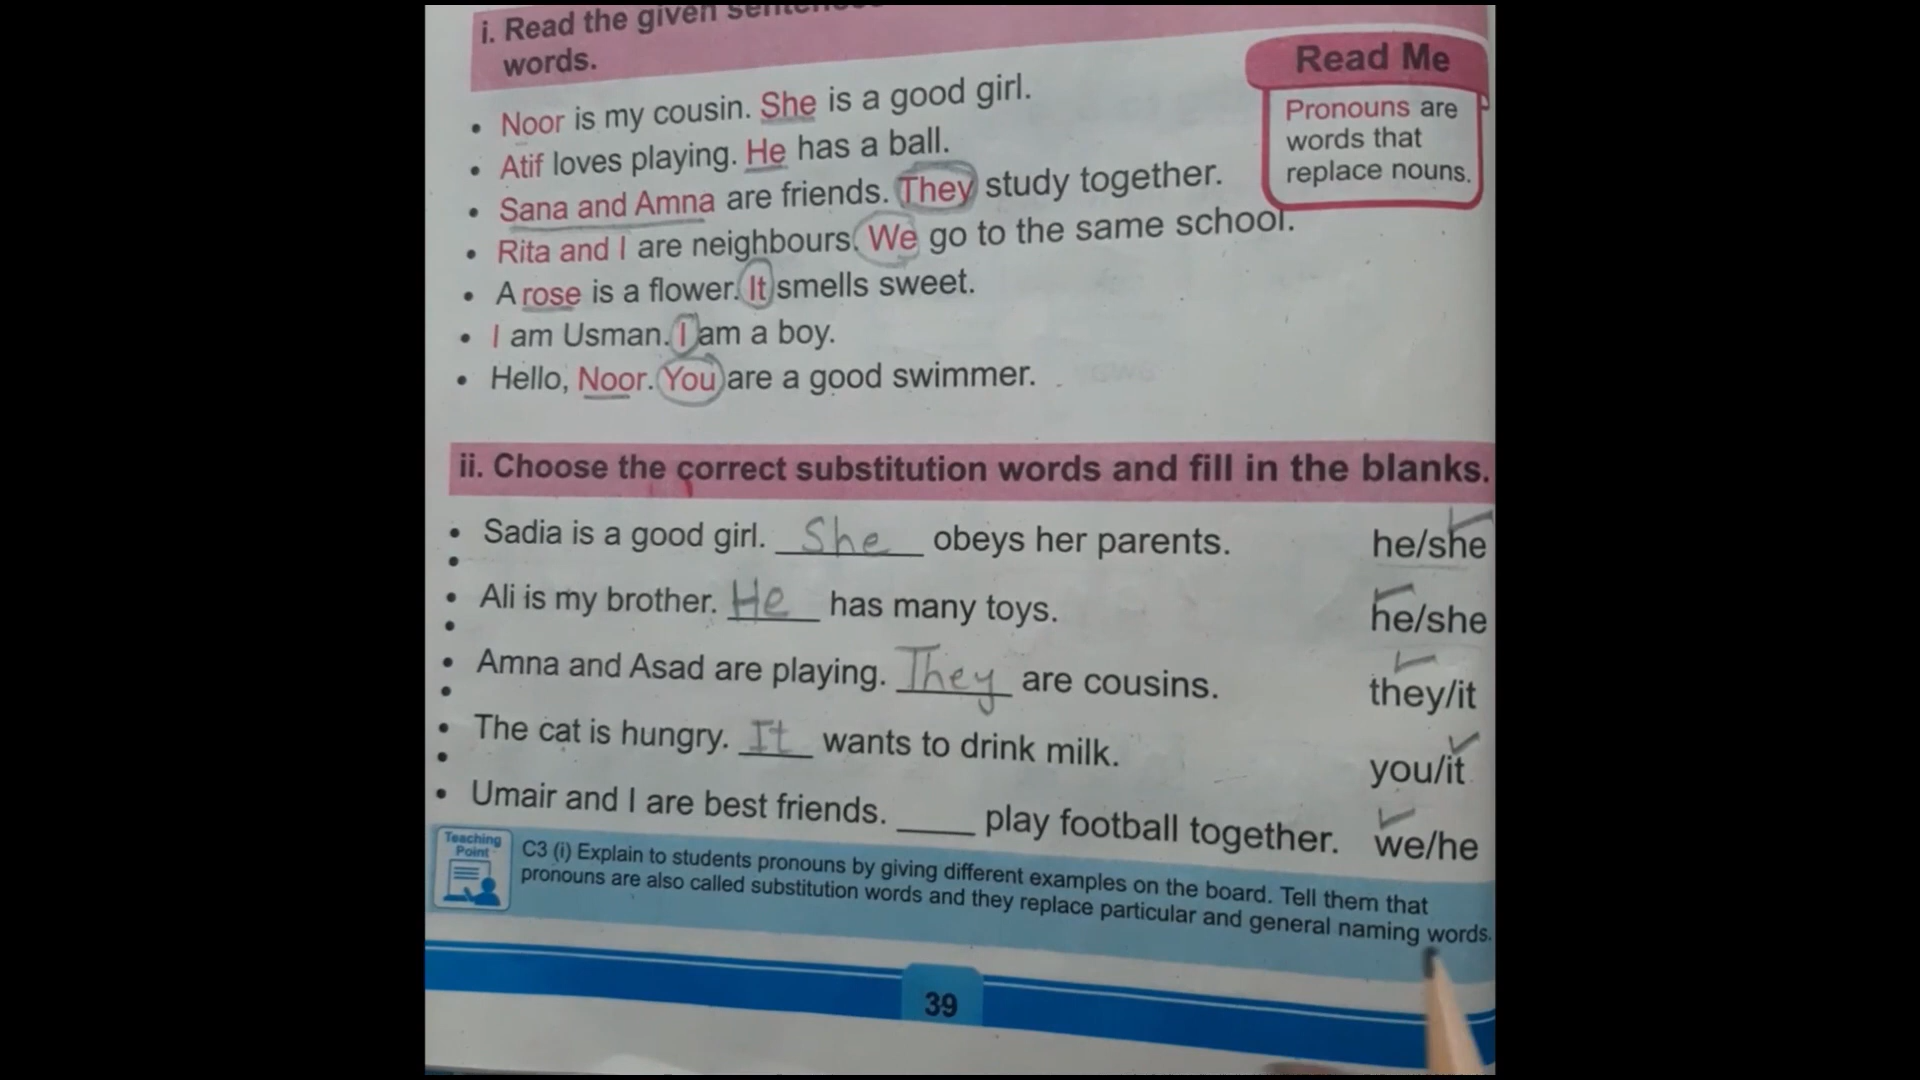 i. Read the given
words.
Read Me
Pronouns are
words that
replace nouns.
• Noor is my cousin. She is a good girl.
• Atif loves playing. He has a ball.
• Sana and Amna are friends. They study together.
• Rita and I are neighbours. We go to the same school.
• A rose is a flower. It smells sweet.
• I am Usman. I am a boy.
• Hello, Noor. You are a good swimmer.
ii. Choose the correct substitution words and fill in the blanks.
• Sadia is a good girl. She obeys her parents. he/she
• Ali is my brother. He has many toys. he/she
• Amna and Asad are playing. They are cousins. they/it
• The cat is hungry. It wants to drink milk. you/it
• Umair and I are best friends. ____ play football together. we/he
Teaching
Point
C3 (i) Explain to students pronouns by giving different examples on the board. Tell them that
pronouns are also called substitution words and they replace particular and general naming words.
39